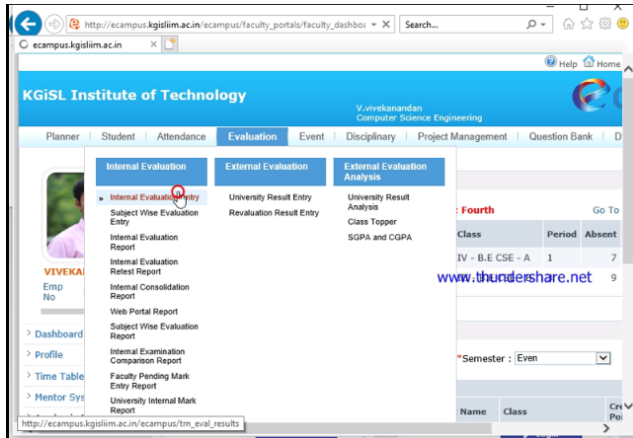 http://ecampus.kgisliim.ac.in/ecampus/faculty_portals/faculty_dashboa
Search...
ecampus.kgisliim.ac.in
Help Home
KGiSL Institute of Technology
V.vivekanandan
Computer Science Engineering
Planner Student Attendance Evaluation Event Disciplinary Project Management Question Bank D
Internal Evaluation
Internal Evaluation Entry
Subject Wise Evaluation
Entry
Internal Evaluation
Report
Internal Evaluation
Retest Report
Internal Consolidation
Report
Web Portal Report
Subject Wise Evaluation
Report
Internal Examination
Comparison Report
Faculty Pending Mark
Entry Report
University Internal Mark
Report
External Evaluation
University Result Entry
Revaluation Result Entry
External Evaluation
Analysis
University Result
Analysis
Class Topper
SGPA and CGPA
: Fourth
Go To
Class Period Absent
IV - B.E CSE - A 1 7
9
www.thundershare.net
VIVEKA
Emp
No
Dashboard
Profile
Time Table
Mentor Sys
*Semester : Even
Name Class Cre
Poi
http://ecampus.kgisliim.ac.in/ecampus/trn_eval_results